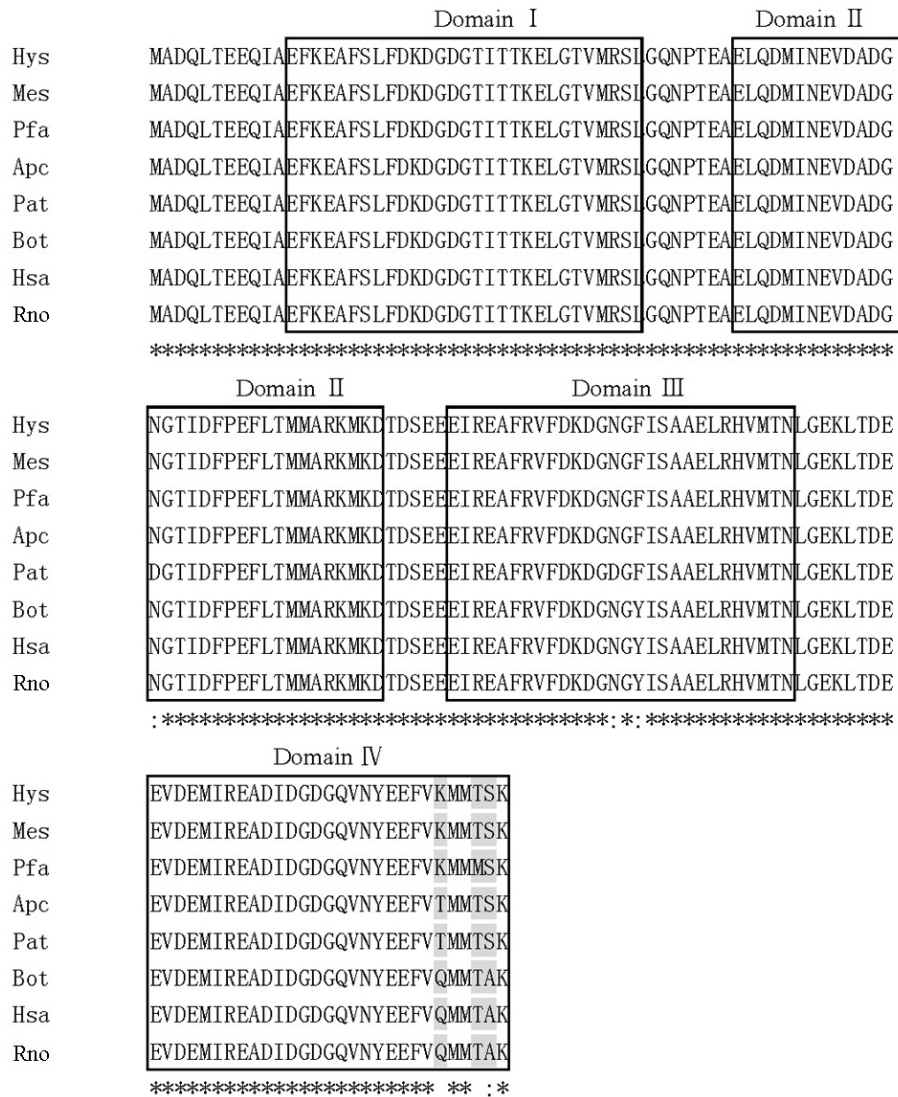 Domain Ⅰ Domain Ⅱ
Hys MADQLTEEQIAEFKEAFSLFDKDGDGTITTKELGTVMRSLGQNPTEAELQDMINEVDADG
Mes MADQLTEEQIAEFKEAFSLFDKDGDGTITTKELGTVMRSLGQNPTEAELQDMINEVDADG
Pfa MADQLTEEQIAEFKEAFSLFDKDGDGTITTKELGTVMRSLGQNPTEAELQDMINEVDADG
Apc MADQLTEEQIAEFKEAFSLFDKDGDGTITTKELGTVMRSLGQNPTEAELQDMINEVDADG
Pat MADQLTEEQIAEFKEAFSLFDKDGDGTITTKELGTVMRSLGQNPTEAELQDMINEVDADG
Bot MADQLTEEQIAEFKEAFSLFDKDGDGTITTKELGTVMRSLGQNPTEAELQDMINEVDADG
Hsa MADQLTEEQIAEFKEAFSLFDKDGDGTITTKELGTVMRSLGQNPTEAELQDMINEVDADG
Rno MADQLTEEQIAEFKEAFSLFDKDGDGTITTKELGTVMRSLGQNPTEAELQDMINEVDADG
************************************************************
Domain Ⅱ Domain Ⅲ
Hys NGTIDFPEFLTMMARKMKDTDSEEEIREAFRVFDKDGNGFISAAELRHVMTNLGEKLTDE
Mes NGTIDFPEFLTMMARKMKDTDSEEEIREAFRVFDKDGNGFISAAELRHVMTNLGEKLTDE
Pfa NGTIDFPEFLTMMARKMKDTDSEEEIREAFRVFDKDGNGFISAAELRHVMTNLGEKLTDE
Apc NGTIDFPEFLTMMARKMKDTDSEEEIREAFRVFDKDGNGFISAAELRHVMTNLGEKLTDE
Pat DGTIDFPEFLTMMARKMKDTDSEEEIREAFRVFDKDGDGFISAAELRHVMTNLGEKLTDE
Bot NGTIDFPEFLTMMARKMKDTDSEEEIREAFRVFDKDGNGYISAAELRHVMTNLGEKLTDE
Hsa NGTIDFPEFLTMMARKMKDTDSEEEIREAFRVFDKDGNGYISAAELRHVMTNLGEKLTDE
Rno NGTIDFPEFLTMMARKMKDTDSEEEIREAFRVFDKDGNGYISAAELRHVMTNLGEKLTDE
:************************************:*:********************
Domain Ⅳ
Hys EVDEMIREADIDGDGQVNYEEFVKMMTSK
Mes EVDEMIREADIDGDGQVNYEEFVKMMTSK
Pfa EVDEMIREADIDGDGQVNYEEFVKMMMSK
Apc EVDEMIREADIDGDGQVNYEEFVTMMTSK
Pat EVDEMIREADIDGDGQVNYEEFVTMMTSK
Bot EVDEMIREADIDGDGQVNYEEFVQMMTAK
Hsa EVDEMIREADIDGDGQVNYEEFVQMMTAK
Rno EVDEMIREADIDGDGQVNYEEFVQMMTAK
*********************** ** :*